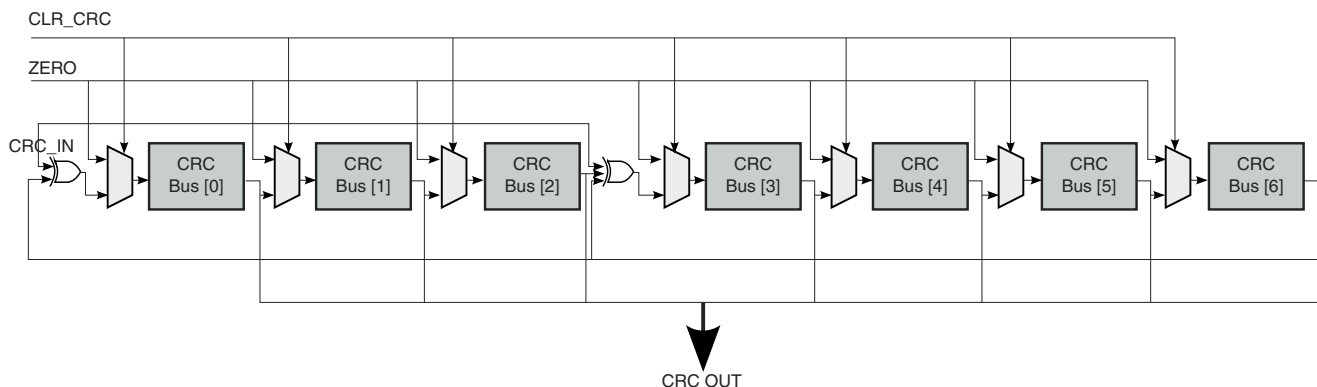 CLR_CRC
ZERO
CRC_IN
CRC
Bus [0]
CRC
Bus [1]
CRC
Bus [2]
CRC
Bus [3]
CRC
Bus [4]
CRC
Bus [5]
CRC
Bus [6]
CRC OUT